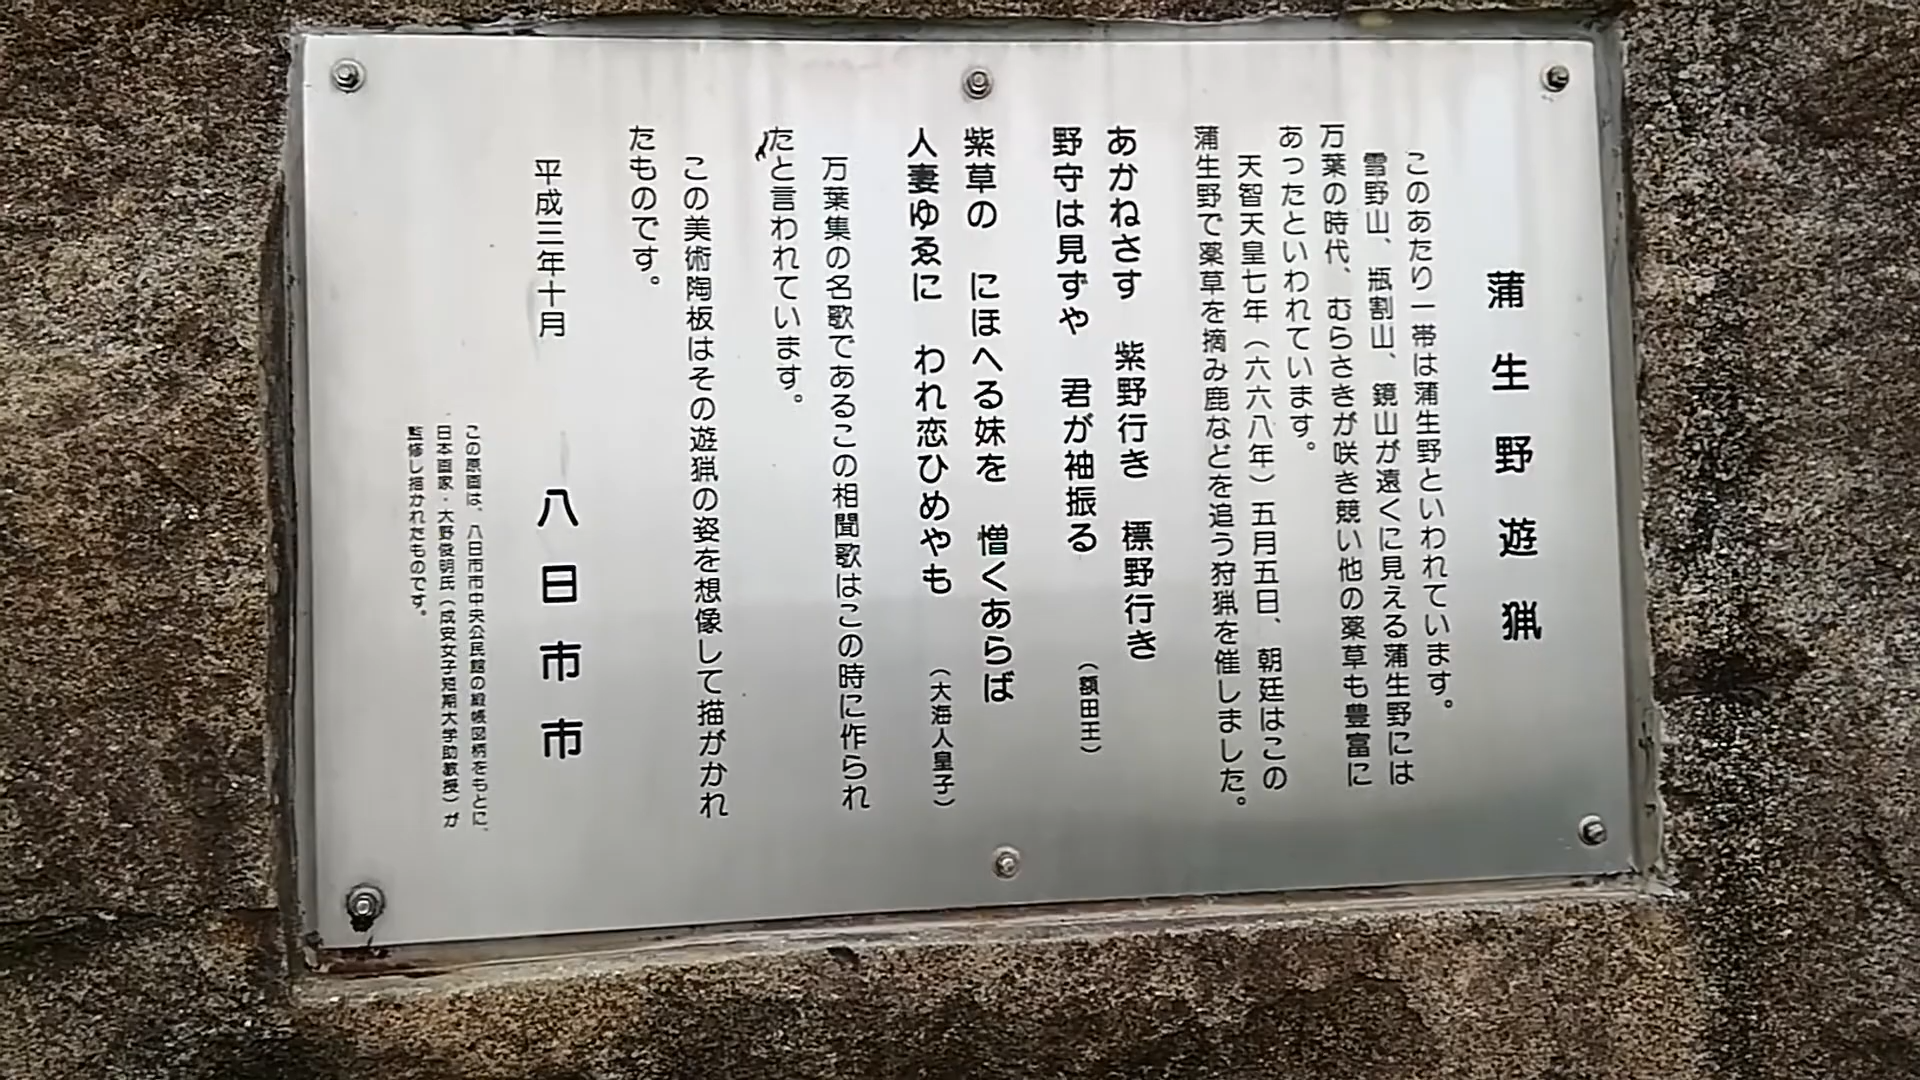 蒲生野遊猟
このあたり一帯は蒲生野といわれています。
雪野山、瓶割山、鏡山が遠くに見える蒲生野には
万葉の時代、むらさきが咲き競い他の薬草も豊富に
あったといわれています。
天智天皇七年（六六八年）五月五日、朝廷はこの
蒲生野で薬草を摘み鹿などを追う狩猟を催しました。
あかねさす 紫野行き 標野行き
野守は見ずや 君が袖振る （額田王）
紫草の にほへる妹を 憎くあらば
人妻ゆゑに われ恋ひめやも （大海人皇子）
万葉集の名歌であるこの相聞歌はこの時に作られ
たと言われています。
この美術陶板はその遊猟の姿を想像して描がかれ
たものです。
平成三年十月 八日市市
この原画は、八日市市中央公民館の緞帳図柄をもとに、
日本画家・大野俊明氏（成安女子短期大学助教授）が
監修し描かれたものです。